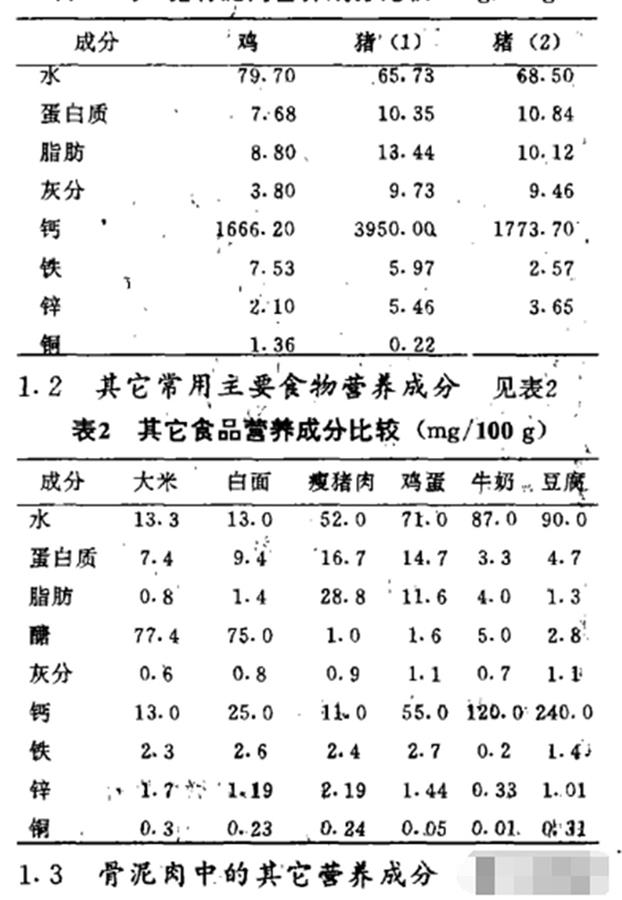 成分 鸡 猪(1) 猪(2)
水 79.70 65.73 68.50
蛋白质 7.68 10.35 10.84
脂肪 8.80 13.44 10.12
灰分 3.80 9.73 9.46
钙 1666.20 3950.00 1773.70
铁 7.53 5.97 2.57
锌 2.10 5.46 3.65
铜 1.36 0.22
1.2 其它常用主要食物营养成分 见表2
表2 其它食品营养成分比较(mg/100 g)
成分 大米 白面 瘦猪肉 鸡蛋 牛奶 豆腐
水 13.3 13.0 52.0 71.0 87.0 90.0
蛋白质 7.4 9.4 16.7 14.7 3.3 4.7
脂肪 0.8 1.4 28.8 11.6 4.0 1.3
醣 77.4 75.0 1.0 1.6 5.0 2.8
灰分 0.6 0.8 0.9 1.1 0.7 1.1
钙 13.0 25.0 11.0 55.0 120.0 240.0
铁 2.3 2.6 2.4 2.7 0.2 1.4
锌 1.7 1.19 2.19 1.44 0.33 1.01
铜 0.3 0.23 0.24 0.05 0.01 0.31
1.3 骨泥肉中的其它营养成分